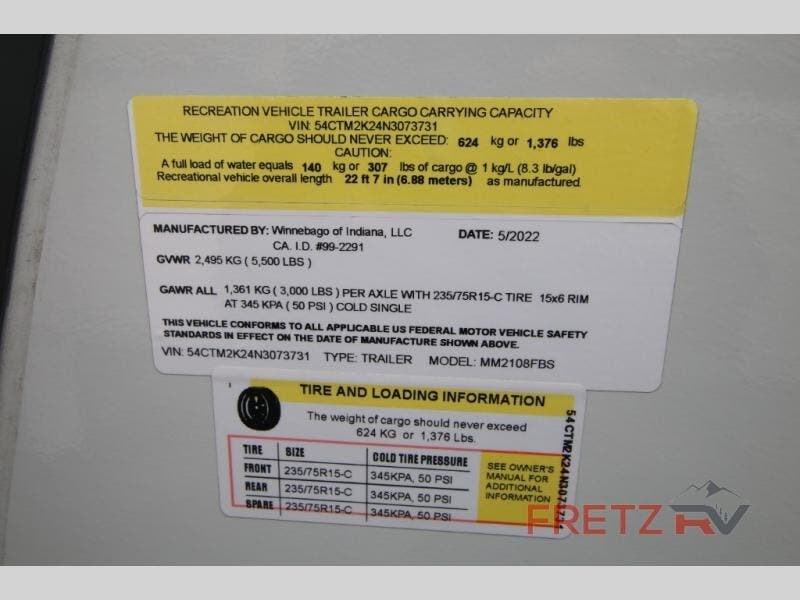 RECREATION VEHICLE TRAILER CARGO CARRYING CAPACITY
VIN: 54CTM2K24N3073731
THE WEIGHT OF CARGO SHOULD NEVER EXCEED: 624 kg or 1,376 lbs
CAUTION:
A full load of water equals 140 kg or 307 lbs of cargo @ 1 kg/L (8.3 lb/gal)
Recreational vehicle overall length 22 ft 7 in (6.88 meters) as manufactured.
MANUFACTURED BY: Winnebago of Indiana, LLC DATE: 5/2022
CA. I.D. #99-2291
GVWR 2,495 KG ( 5,500 LBS )
GAWR ALL 1,361 KG ( 3,000 LBS ) PER AXLE WITH 235/75R15-C TIRE 15x6 RIM
AT 345 KPA ( 50 PSI ) COLD SINGLE
THIS VEHICLE CONFORMS TO ALL APPLICABLE US FEDERAL MOTOR VEHICLE SAFETY
STANDARDS IN EFFECT ON THE DATE OF MANUFACTURE SHOWN ABOVE.
VIN: 54CTM2K24N3073731 TYPE: TRAILER MODEL: MM2108FBS
TIRE AND LOADING INFORMATION
The weight of cargo should never exceed
624 KG or 1,376 Lbs.
TIRE SIZE COLD TIRE PRESSURE
FRONT 235/75R15-C 345KPA, 50 PSI
REAR 235/75R15-C 345KPA, 50 PSI
SPARE 235/75R15-C 345KPA, 50 PSI
SEE OWNER'S
MANUAL FOR
ADDITIONAL
INFORMATION
54CTM2K24N3073731
FRETZ RV